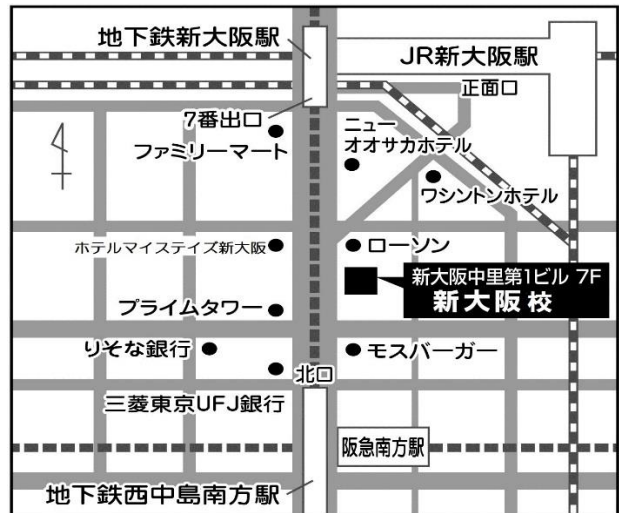 地下鉄新大阪駅
JR新大阪駅
正面口
7番出口
ファミリーマート
ニュー
オオサカホテル
ワシントンホテル
ホテルマイステイズ新大阪
ローソン
新大阪中里第1ビル 7F
新大阪校
プライムタワー
りそな銀行
モスバーガー
北口
三菱東京UFJ銀行
阪急南方駅
地下鉄西中島南方駅